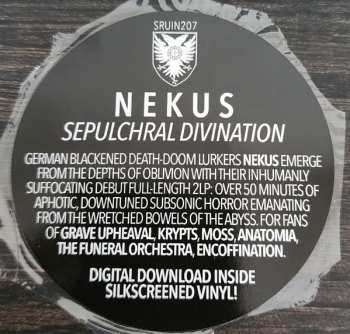 SRUIN207
NEKUS
SEPULCHRAL DIVINATION
GERMAN BLACKENED DEATH-DOOM LURKERS NEKUS EMERGE
FROM THE DEPTHS OF OBLIVION WITH THEIR INHUMANLY
SUFFOCATING DEBUT FULL-LENGTH 2LP: OVER 50 MINUTES OF
APHOTIC, DOWNTUNED SUBSONIC HORROR EMANATING
FROM THE WRETCHED BOWELS OF THE ABYSS. FOR FANS
OF GRAVE UPHEAVAL, KRYPTS, MOSS, ANATOMIA,
THE FUNERAL ORCHESTRA, ENCOFFINATION.
DIGITAL DOWNLOAD INSIDE
SILKSCREENED VINYL!